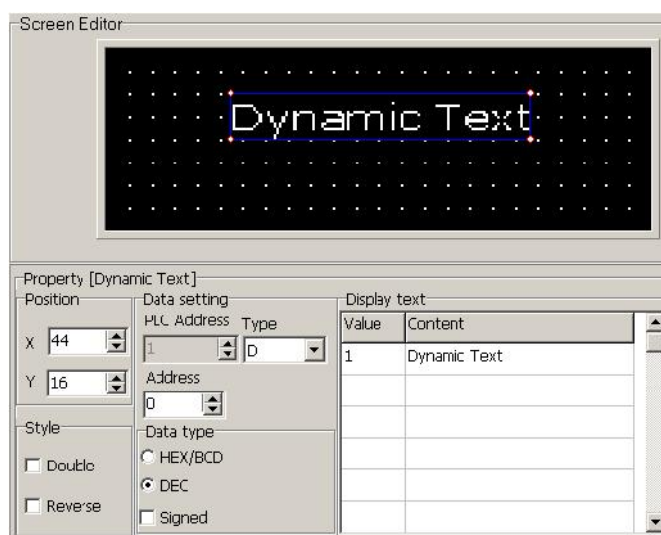 Screen Editor
Dynamic Text
Property [Dynamic Text]
Position
X 44
Y 16
Style
Double
Reverse
Data setting
PLC Address Type
1 D
Address
0
Data type
HEX/BCD
DEC
Signed
Display text
Value Content
1 Dynamic Text